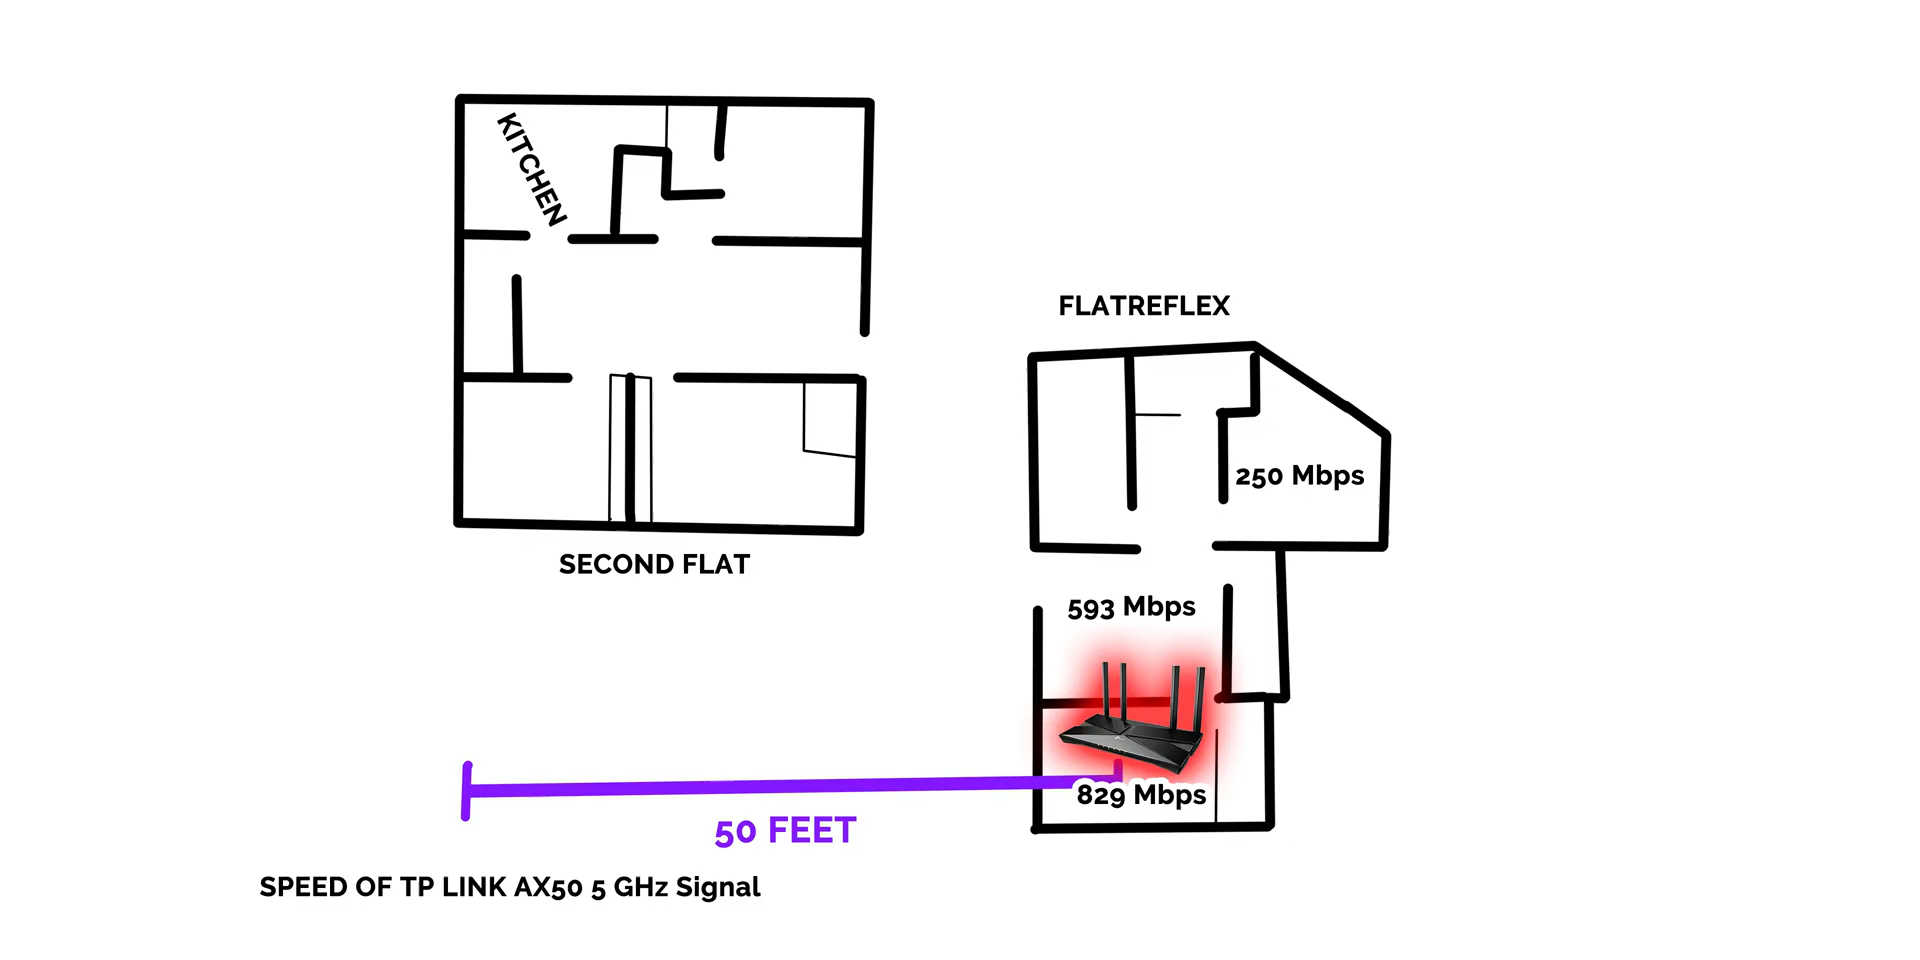 KITCHEN
FLATREFLEX
250 Mbps
SECOND FLAT
593 Mbps
829 Mbps
50 FEET
SPEED OF TP LINK AX50 5 GHz Signal